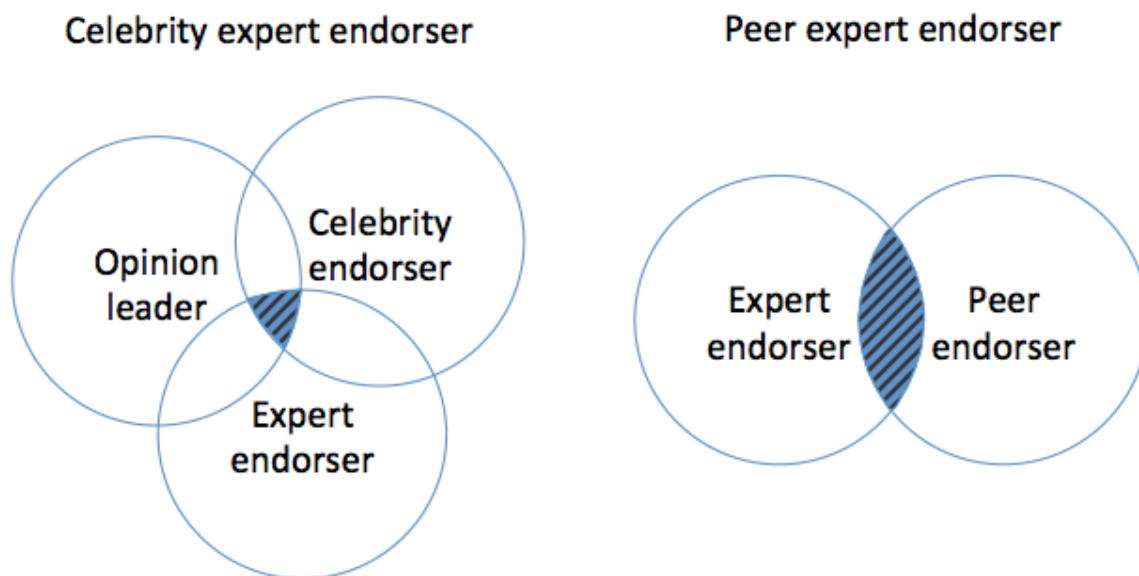 Celebrity expert endorser
Opinion
leader
Celebrity
endorser
Expert
endorser
Peer expert endorser
Expert
endorser
Peer
endorser